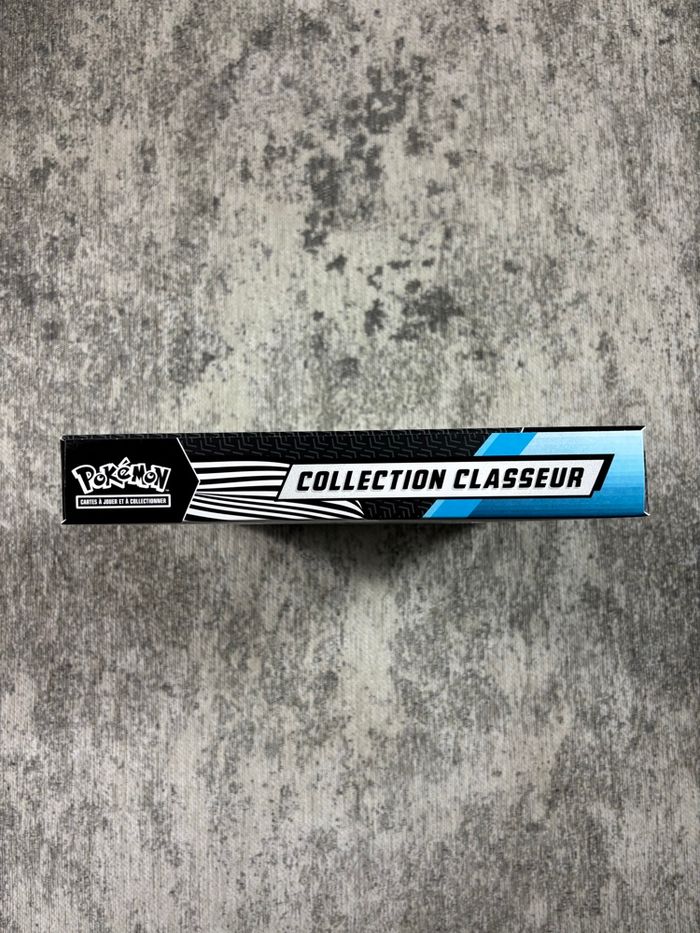 POKéMON
CARTES À JOUER ET À COLLECTIONNER
COLLECTION CLASSEUR